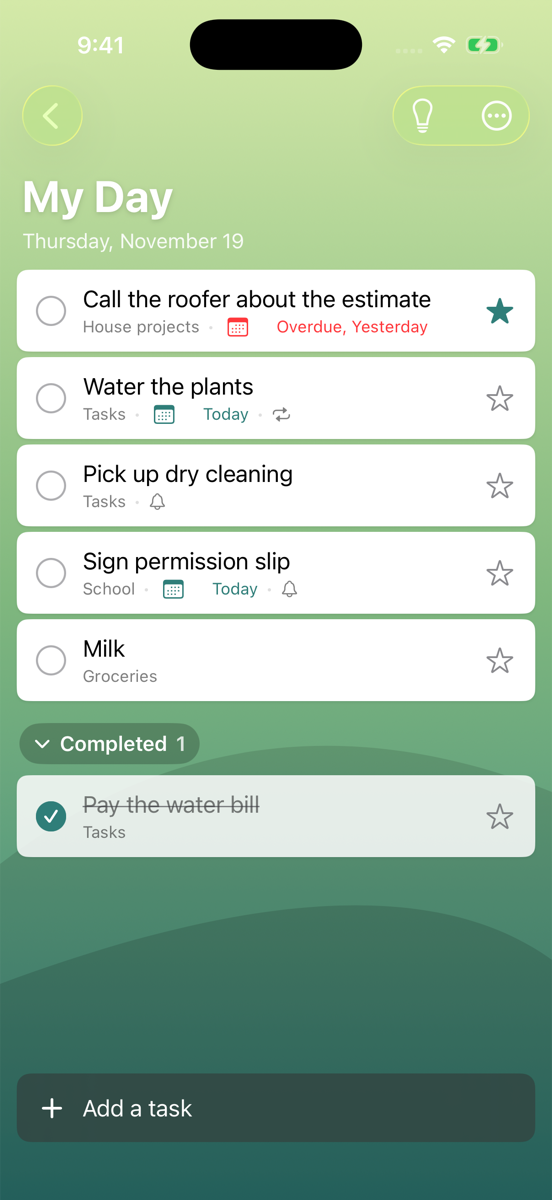 9:41
My Day
Thursday, November 19
Call the roofer about the estimate
House projects · Overdue, Yesterday
Water the plants
Tasks · Today ·
Pick up dry cleaning
Tasks ·
Sign permission slip
School · Today ·
Milk
Groceries
Completed 1
Pay the water bill
Tasks
Add a task